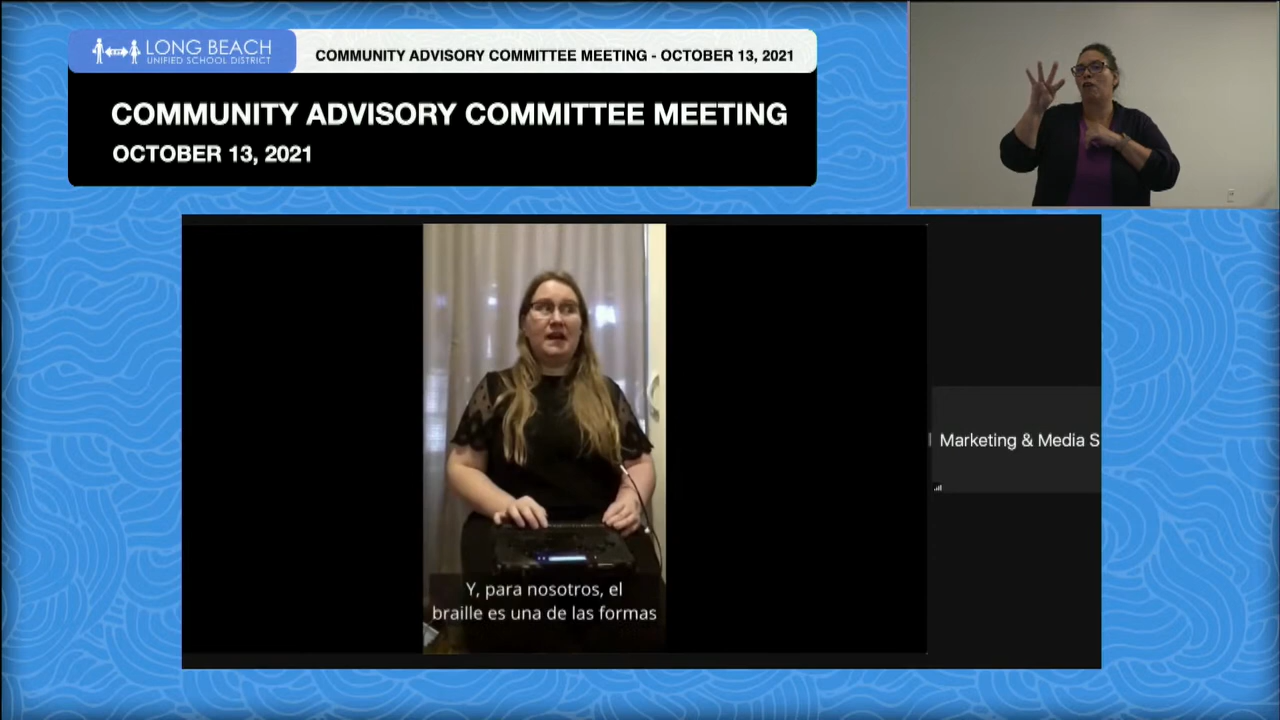 LONG BEACH
UNIFIED SCHOOL DISTRICT
COMMUNITY ADVISORY COMMITTEE MEETING - OCTOBER 13, 2021
COMMUNITY ADVISORY COMMITTEE MEETING
OCTOBER 13, 2021
Marketing & Media S
Y, para nosotros, el
braille es una de las formas